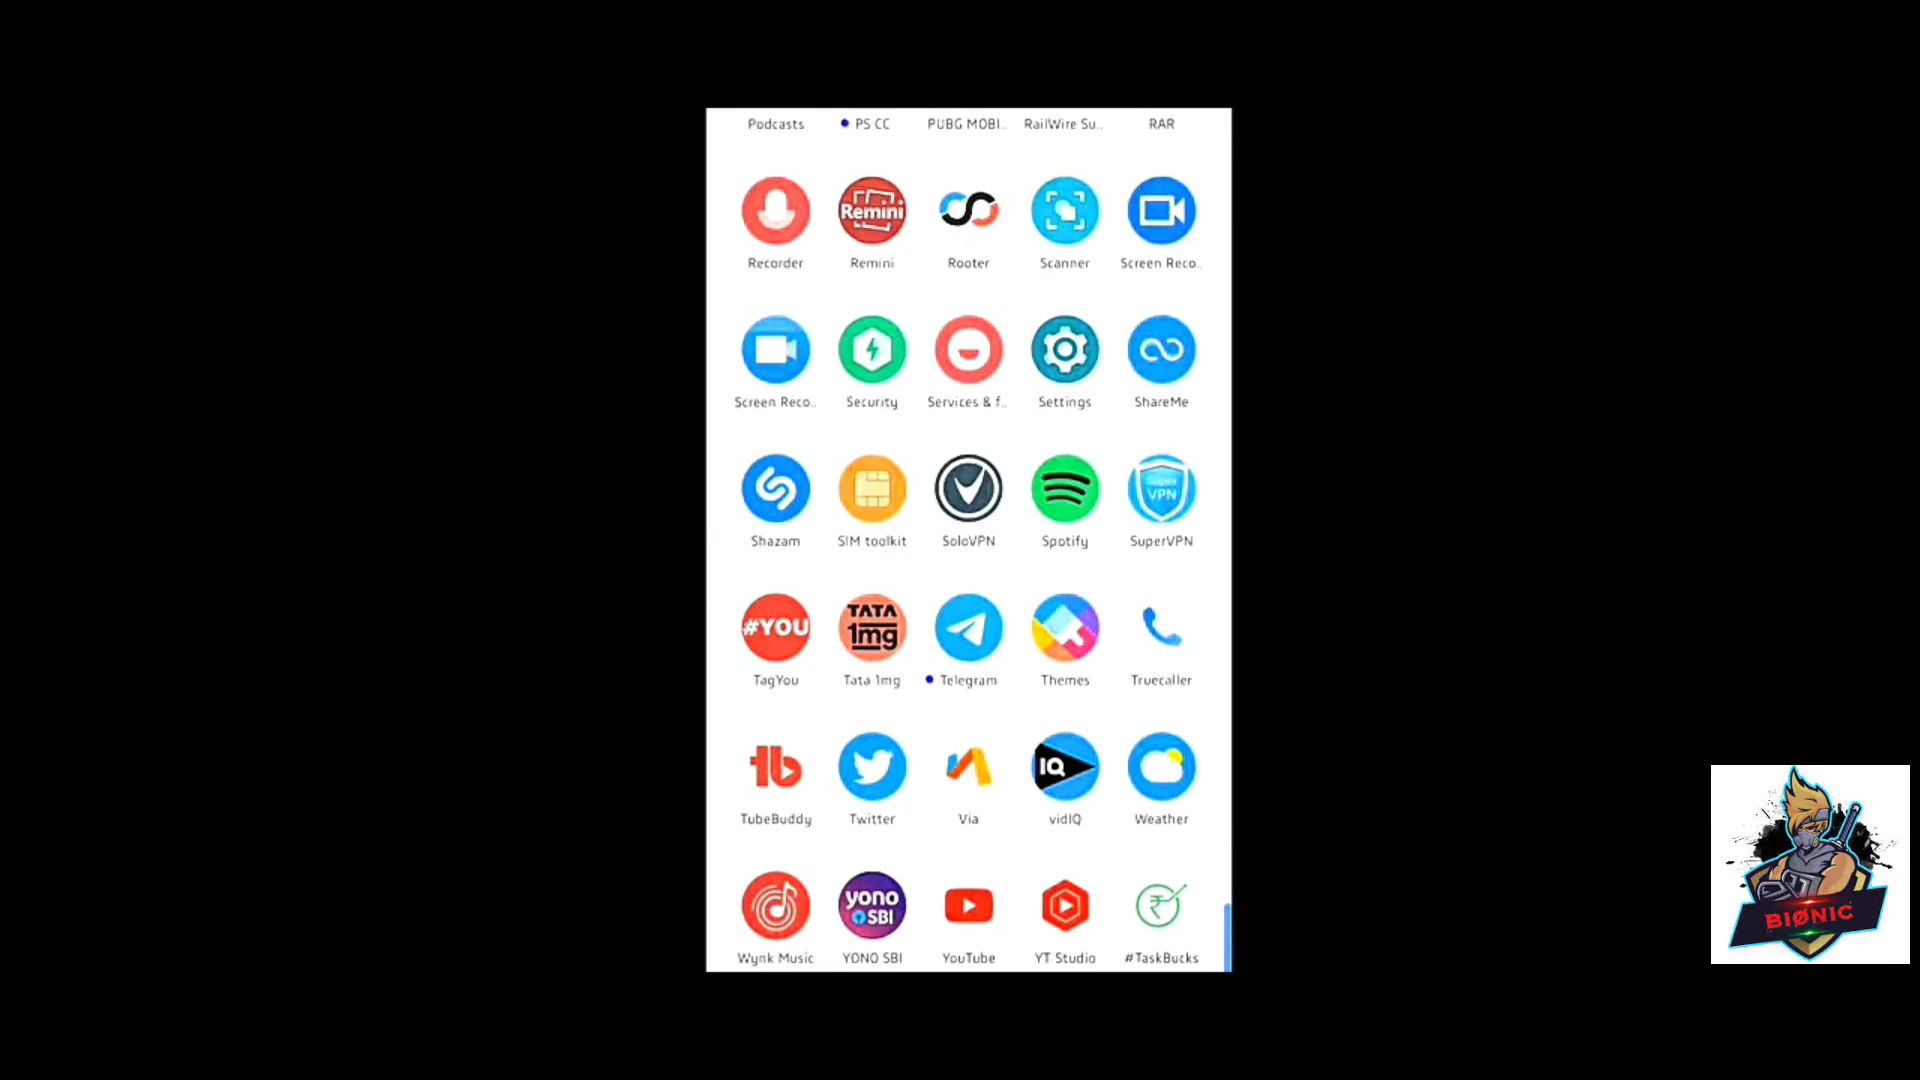 Podcasts PS CC PUBG MOBI.. RailWire Su.. RAR
Remini
Recorder Remini Rooter Scanner Screen Reco..
Screen Reco.. Security Services & f.. Settings ShareMe
Super
VPN
Shazam SIM toolkit SoloVPN Spotify SuperVPN
#YOU TATA
1mg
TagYou Tata 1mg Telegram Themes Truecaller
tb IQ
TubeBuddy Twitter Via vidIQ Weather
yono
SBI
Wynk Music YONO SBI YouTube YT Studio #TaskBucks
BIØNIC